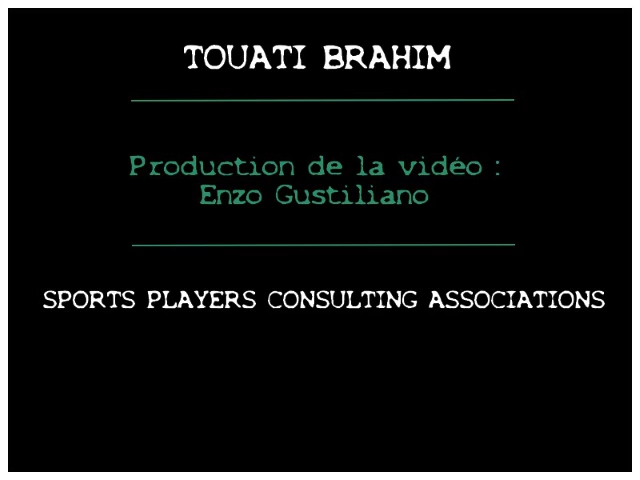 TOUATI BRAHIM
Production de la vidéo :
Enzo Gustiliano
SPORTS PLAYERS CONSULTING ASSOCIATIONS